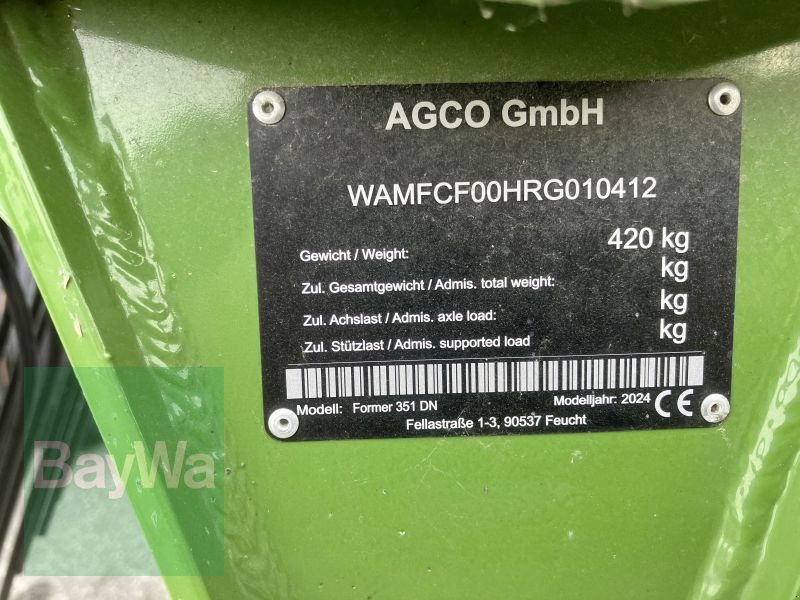 AGCO GmbH
WAMFCF00HRG010412
Gewicht / Weight: 420 kg
Zul. Gesamtgewicht / Admis. total weight: kg
Zul. Achslast / Admis. axle load: kg
Zul. Stützlast / Admis. supported load kg
Modell: Former 351 DN Modelljahr: 2024 CE
Fellastraße 1-3, 90537 Feucht
BayWa